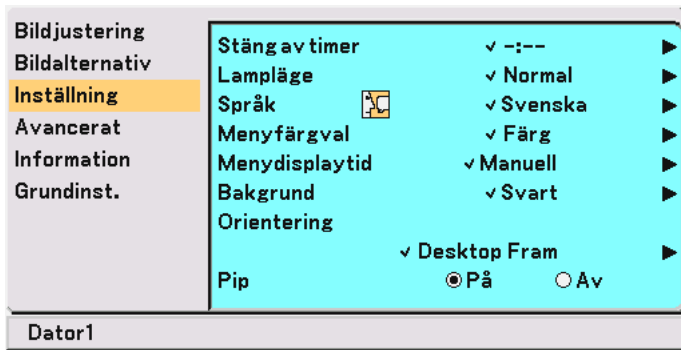 Bildjustering
Bildalternativ
Inställning
Avancerat
Information
Grundinst.
Stäng av timer ✓ -:--
Lampläge ✓ Normal
Språk ✓ Svenska
Menyfärgval ✓ Färg
Menydisplaytid ✓ Manuell
Bakgrund ✓ Svart
Orientering
✓ Desktop Fram
Pip På Av
Dator1